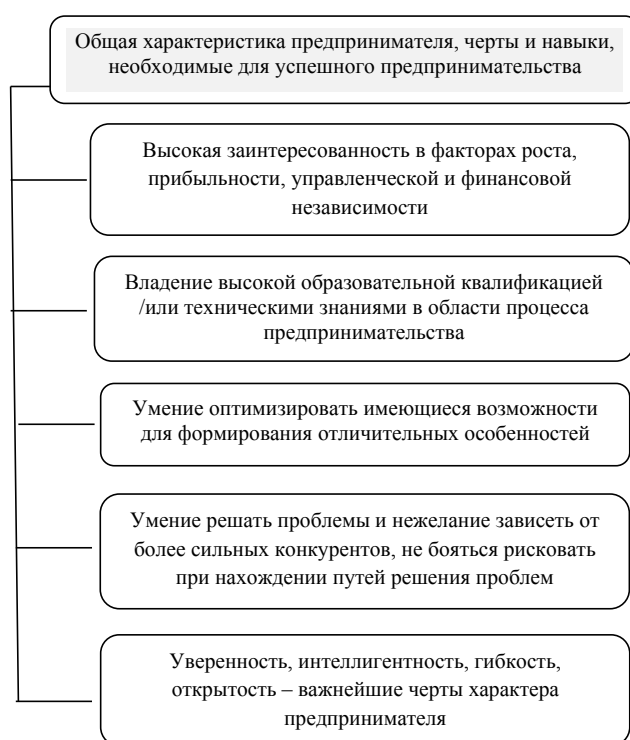 Общая характеристика предпринимателя, черты и навыки,
необходимые для успешного предпринимательства
Высокая заинтересованность в факторах роста,
прибыльности, управленческой и финансовой
независимости
Владение высокой образовательной квалификацией
/или техническими знаниями в области процесса
предпринимательства
Умение оптимизировать имеющиеся возможности
для формирования отличительных особенностей
Умение решать проблемы и нежелание зависеть от
более сильных конкурентов, не бояться рисковать
при нахождении путей решения проблем
Уверенность, интеллигентность, гибкость,
открытость – важнейшие черты характера
предпринимателя